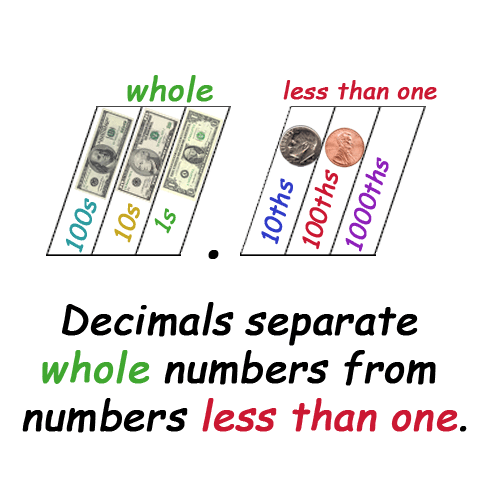 whole less than one
100s 10s 1s . 10ths 100ths 1000ths
Decimals separate
whole numbers from
numbers less than one.